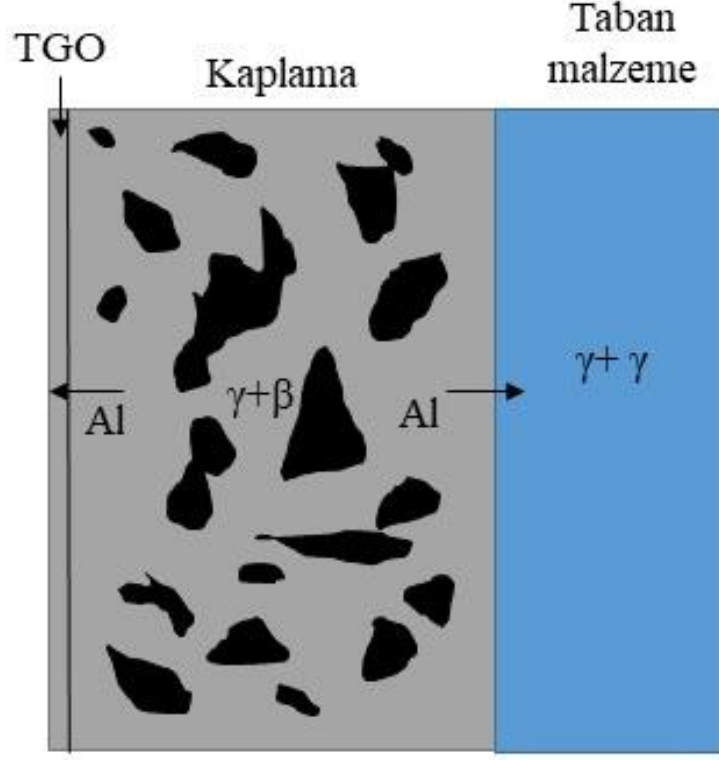 TGO
Kaplama
Taban
malzeme
Al
γ+β
Al
γ+ γ